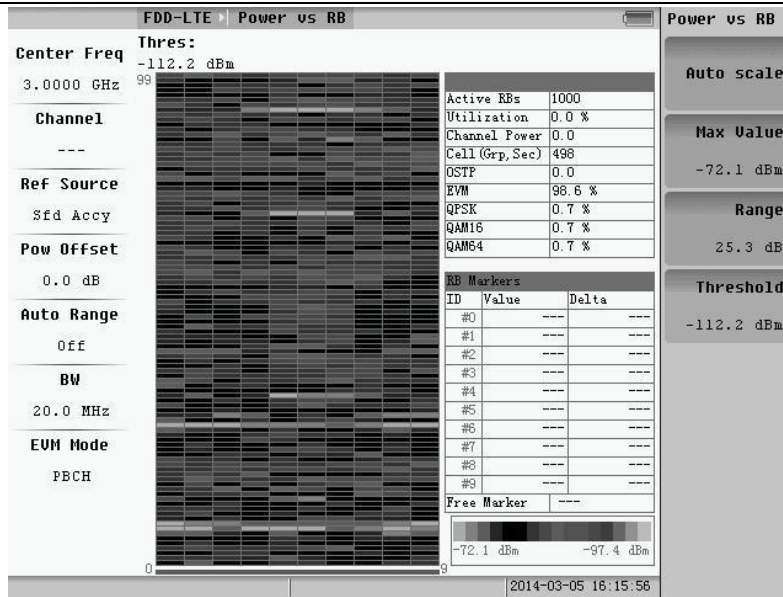 FDD-LTE Power vs RB
Power vs RB
Center Freq
3.0000 GHz
Channel
---
Ref Source
Sfd Accy
Pow Offset
0.0 dB
Auto Range
Off
BW
20.0 MHz
EVM Mode
PBCH
Thres:
-112.2 dBm
99
0
9
Active RBs 1000
Utilization 0.0 %
Channel Power 0.0
Cell(Grp,Sec) 498
OSTP 0.0
EVM 98.6 %
QPSK 0.7 %
QAM16 0.7 %
QAM64 0.7 %
RB Markers
ID Value Delta
#0 --- ---
#1 --- ---
#2 --- ---
#3 --- ---
#4 --- ---
#5 --- ---
#6 --- ---
#7 --- ---
#8 --- ---
#9 --- ---
Free Marker ---
-72.1 dBm -97.4 dBm
2014-03-05 16:15:56
Auto scale
Max Value
-72.1 dBm
Range
25.3 dB
Threshold
-112.2 dBm